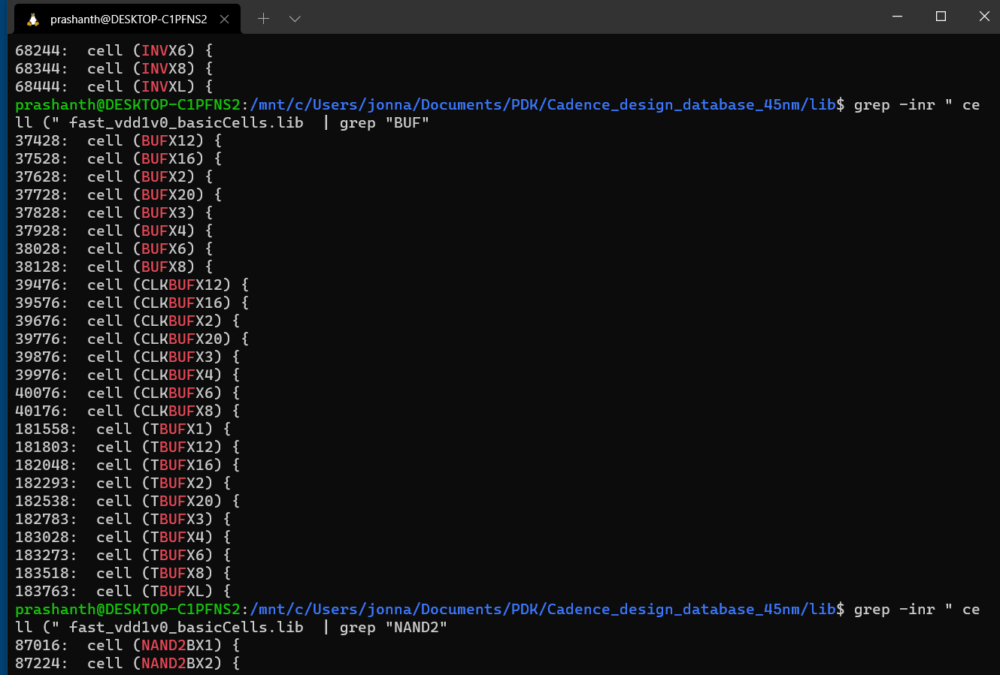 prashanth@DESKTOP-C1PFNS2
68244:  cell (INVX6) {
68344:  cell (INVX8) {
68444:  cell (INVXL) {
prashanth@DESKTOP-C1PFNS2:/mnt/c/Users/jonna/Documents/PDK/Cadence_design_database_45nm/lib$ grep -inr " ce
ll (" fast_vdd1v0_basicCells.lib  | grep "BUF"
37428:  cell (BUFX12) {
37528:  cell (BUFX16) {
37628:  cell (BUFX2) {
37728:  cell (BUFX20) {
37828:  cell (BUFX3) {
37928:  cell (BUFX4) {
38028:  cell (BUFX6) {
38128:  cell (BUFX8) {
39476:  cell (CLKBUFX12) {
39576:  cell (CLKBUFX16) {
39676:  cell (CLKBUFX2) {
39776:  cell (CLKBUFX20) {
39876:  cell (CLKBUFX3) {
39976:  cell (CLKBUFX4) {
40076:  cell (CLKBUFX6) {
40176:  cell (CLKBUFX8) {
181558:  cell (TBUFX1) {
181803:  cell (TBUFX12) {
182048:  cell (TBUFX16) {
182293:  cell (TBUFX2) {
182538:  cell (TBUFX20) {
182783:  cell (TBUFX3) {
183028:  cell (TBUFX4) {
183273:  cell (TBUFX6) {
183518:  cell (TBUFX8) {
183763:  cell (TBUFXL) {
prashanth@DESKTOP-C1PFNS2:/mnt/c/Users/jonna/Documents/PDK/Cadence_design_database_45nm/lib$ grep -inr " ce
ll (" fast_vdd1v0_basicCells.lib  | grep "NAND2"
87016:  cell (NAND2BX1) {
87224:  cell (NAND2BX2) {